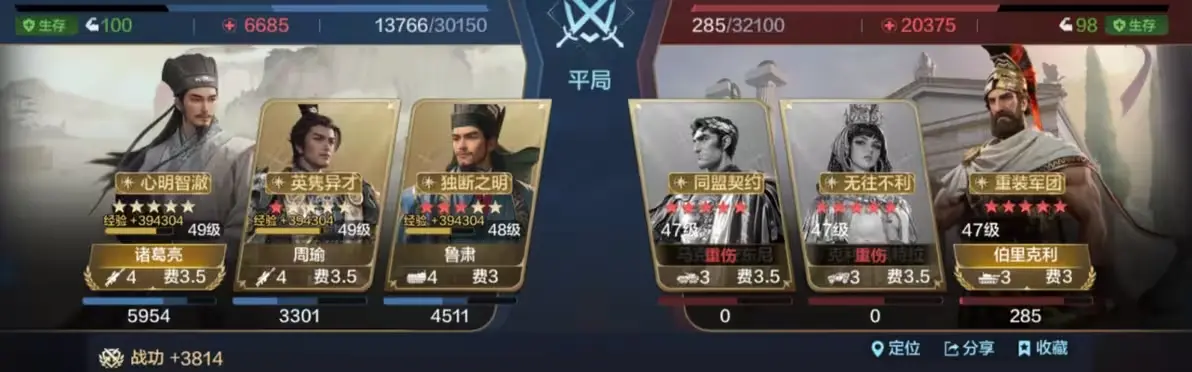 生存 100 6685 13766/30150
285/32100 20375 98 生存
平局
心明智澈
经验 +394304
49级
诸葛亮
4 费3.5
5954
英隽异才
经验 +394304
49级
周瑜
4 费3.5
3301
独断之明
经验 +394304
48级
鲁肃
4 费3
4511
同盟契约
47级
重伤
3 费3.5
0
无往不利
47级
重伤
3 费3.5
0
重装军团
47级
伯里克利
3 费3
285
战功 +3814
定位 分享 收藏